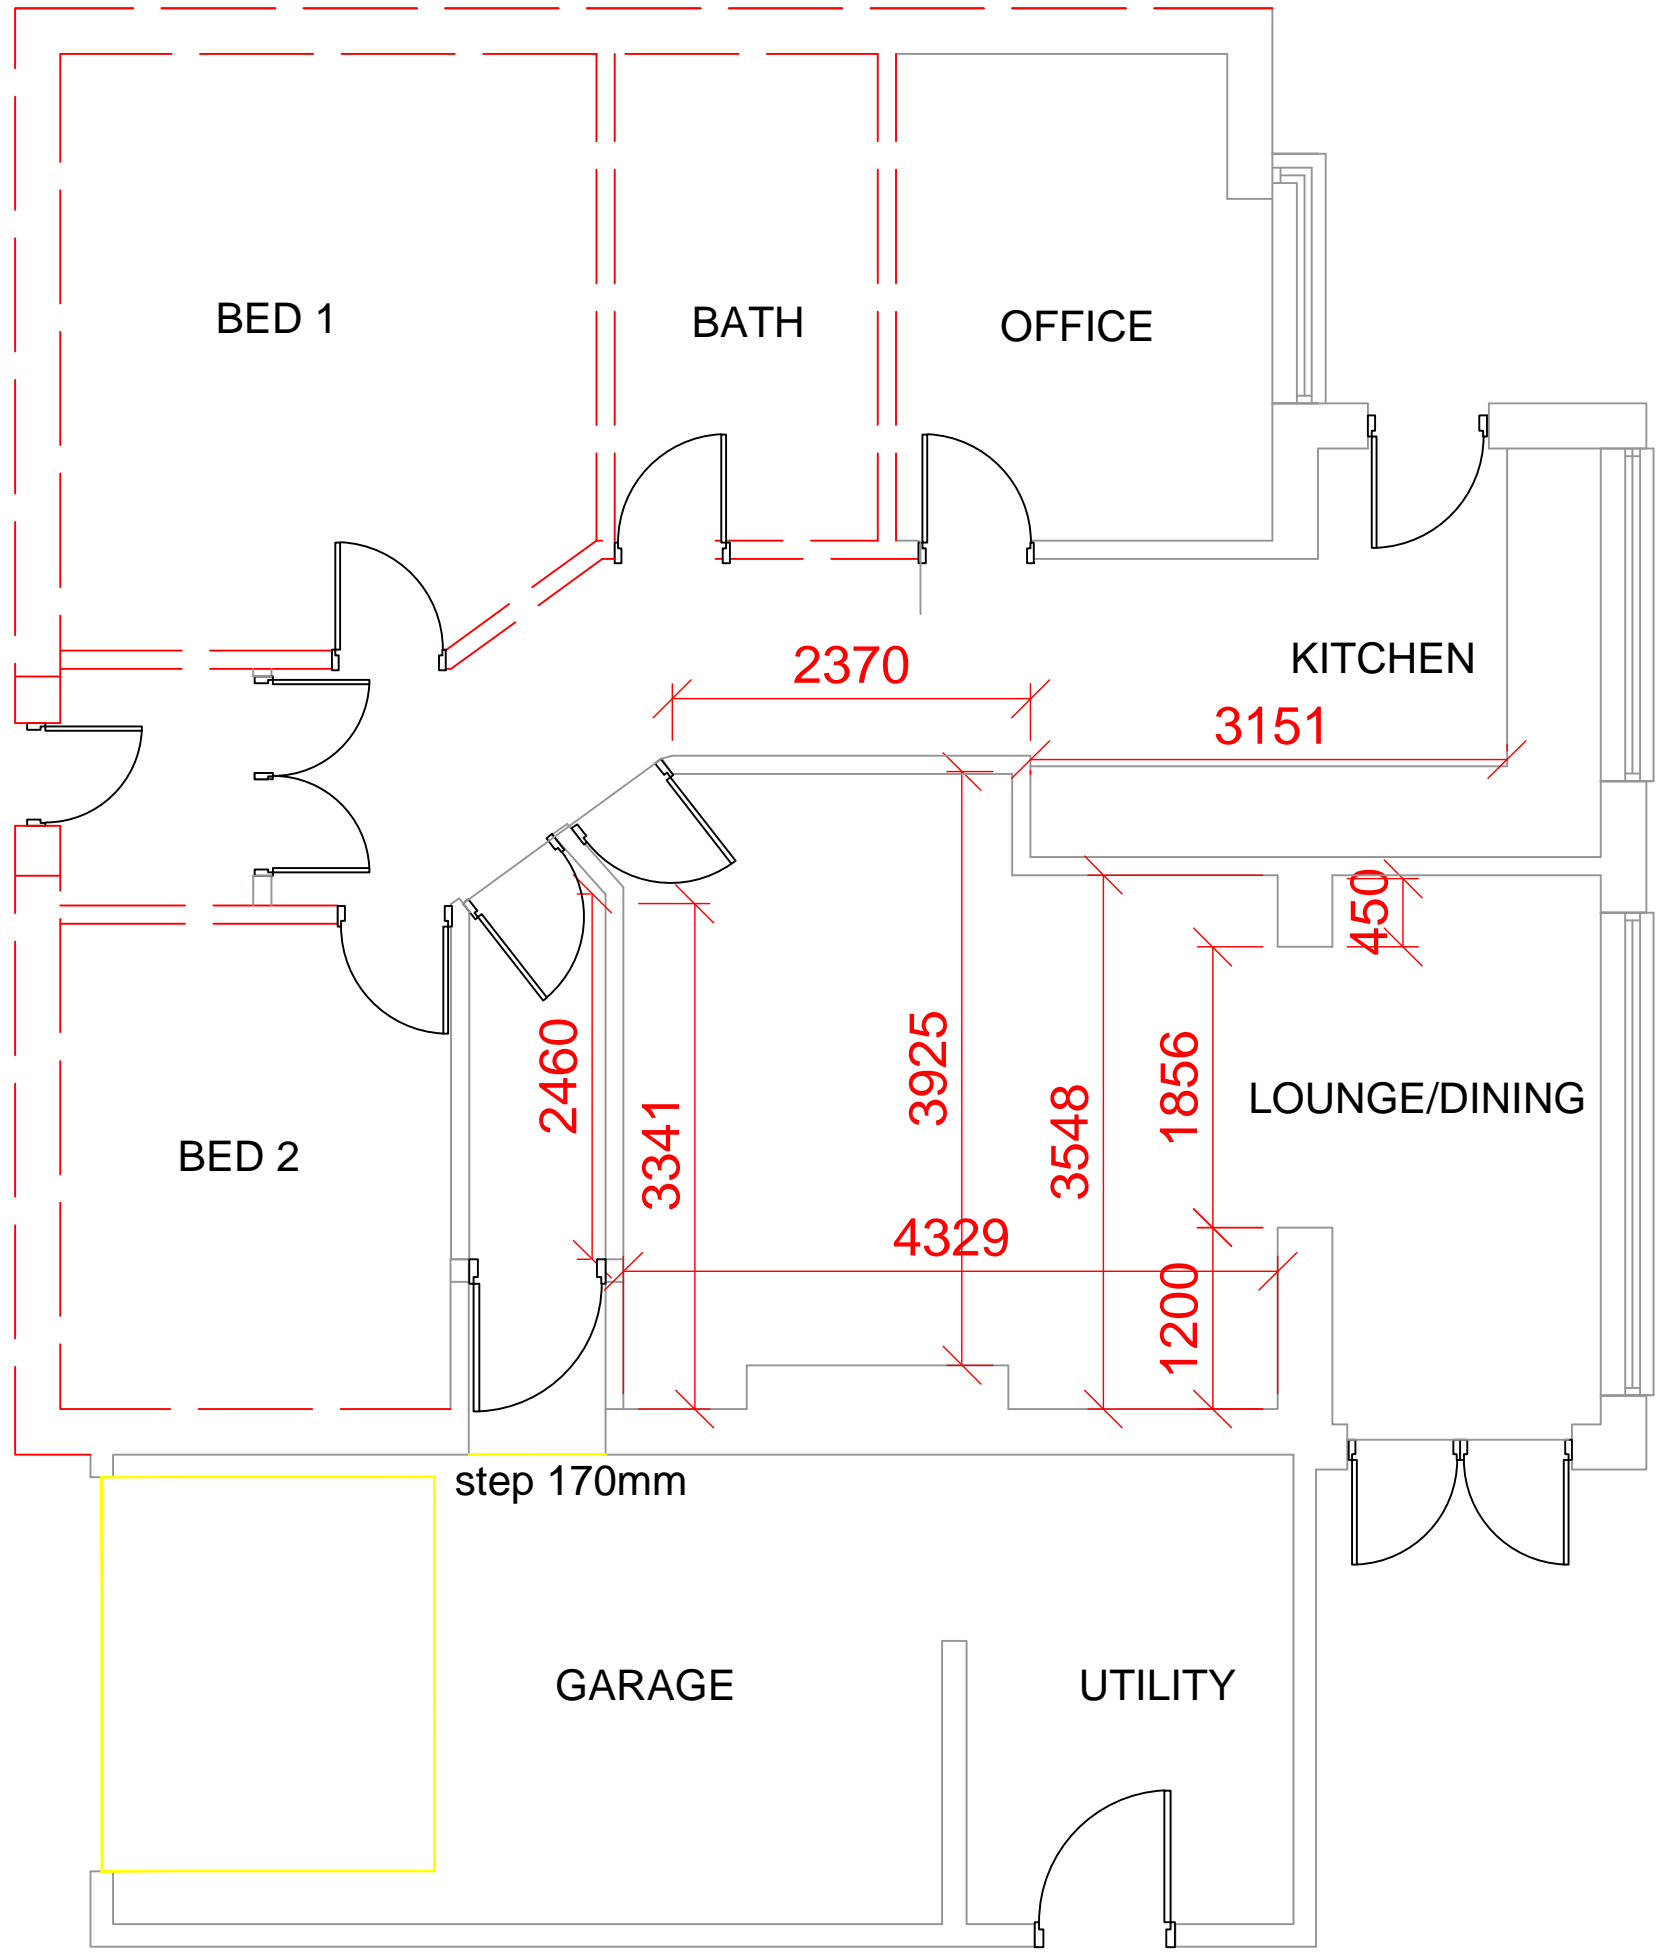 BED 1
BATH
OFFICE
KITCHEN
2370
3151
450
2460
3341
3925
3548
1856
LOUNGE/DINING
BED 2
4329
1200
step 170mm
GARAGE
UTILITY